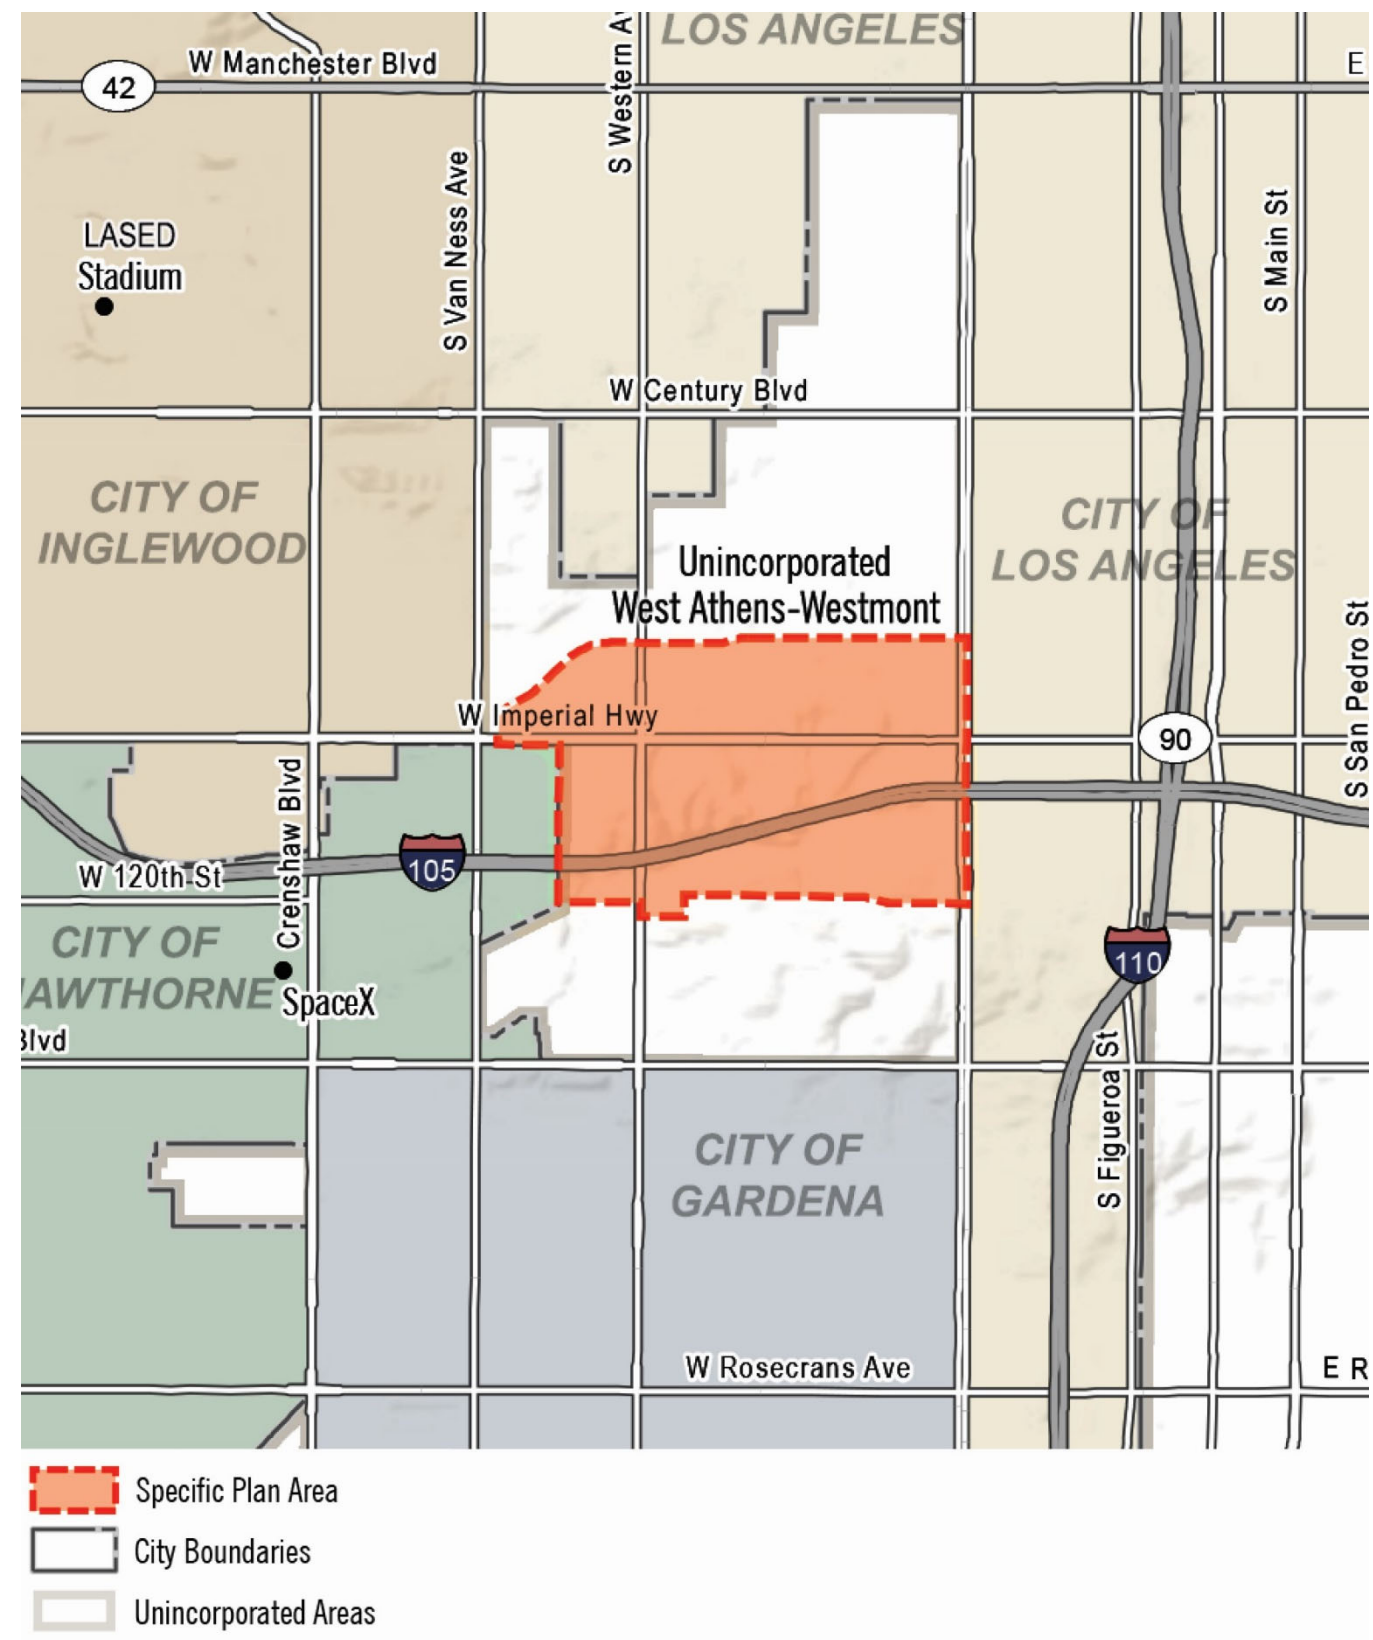 LOS ANGELES
W Manchester Blvd
E
42
S Western Av
S Van Ness Ave
S Main St
LASED
Stadium
W Century Blvd
CITY OF
INGLEWOOD
CITY OF
LOS ANGELES
Unincorporated
West Athens-Westmont
S San Pedro St
W Imperial Hwy
90
Crenshaw Blvd
105
W 120th St
CITY OF
AWTHORNE
110
SpaceX
Blvd
S Figueroa St
CITY OF
GARDENA
W Rosecrans Ave
E R
Specific Plan Area
City Boundaries
Unincorporated Areas